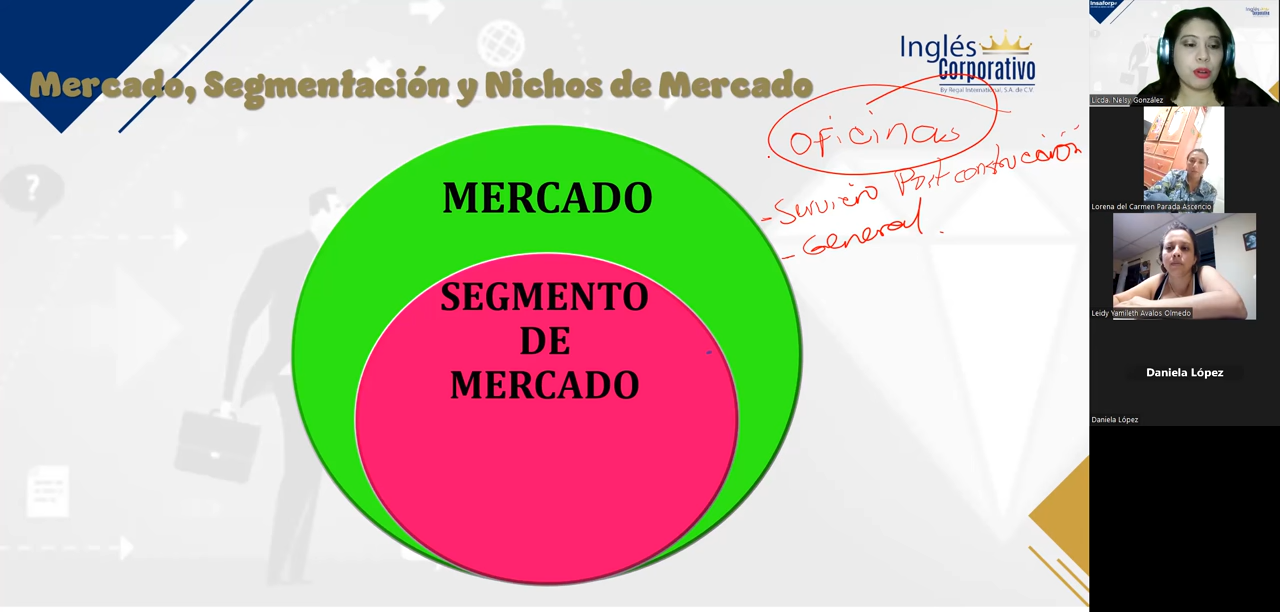 Mercado, Segmentación y Nichos de Mercado
Inglés
Corporativo
By Regal International, S.A. de C.V.
Oficinas
- Servicio Post construcción
- General.
MERCADO
SEGMENTO
DE
MERCADO
Insaforp
Licda. Nelsy González
Lorena del Carmen Parada Ascencio
Leidy Yamileth Avalos Olmedo
Daniela López
Daniela López